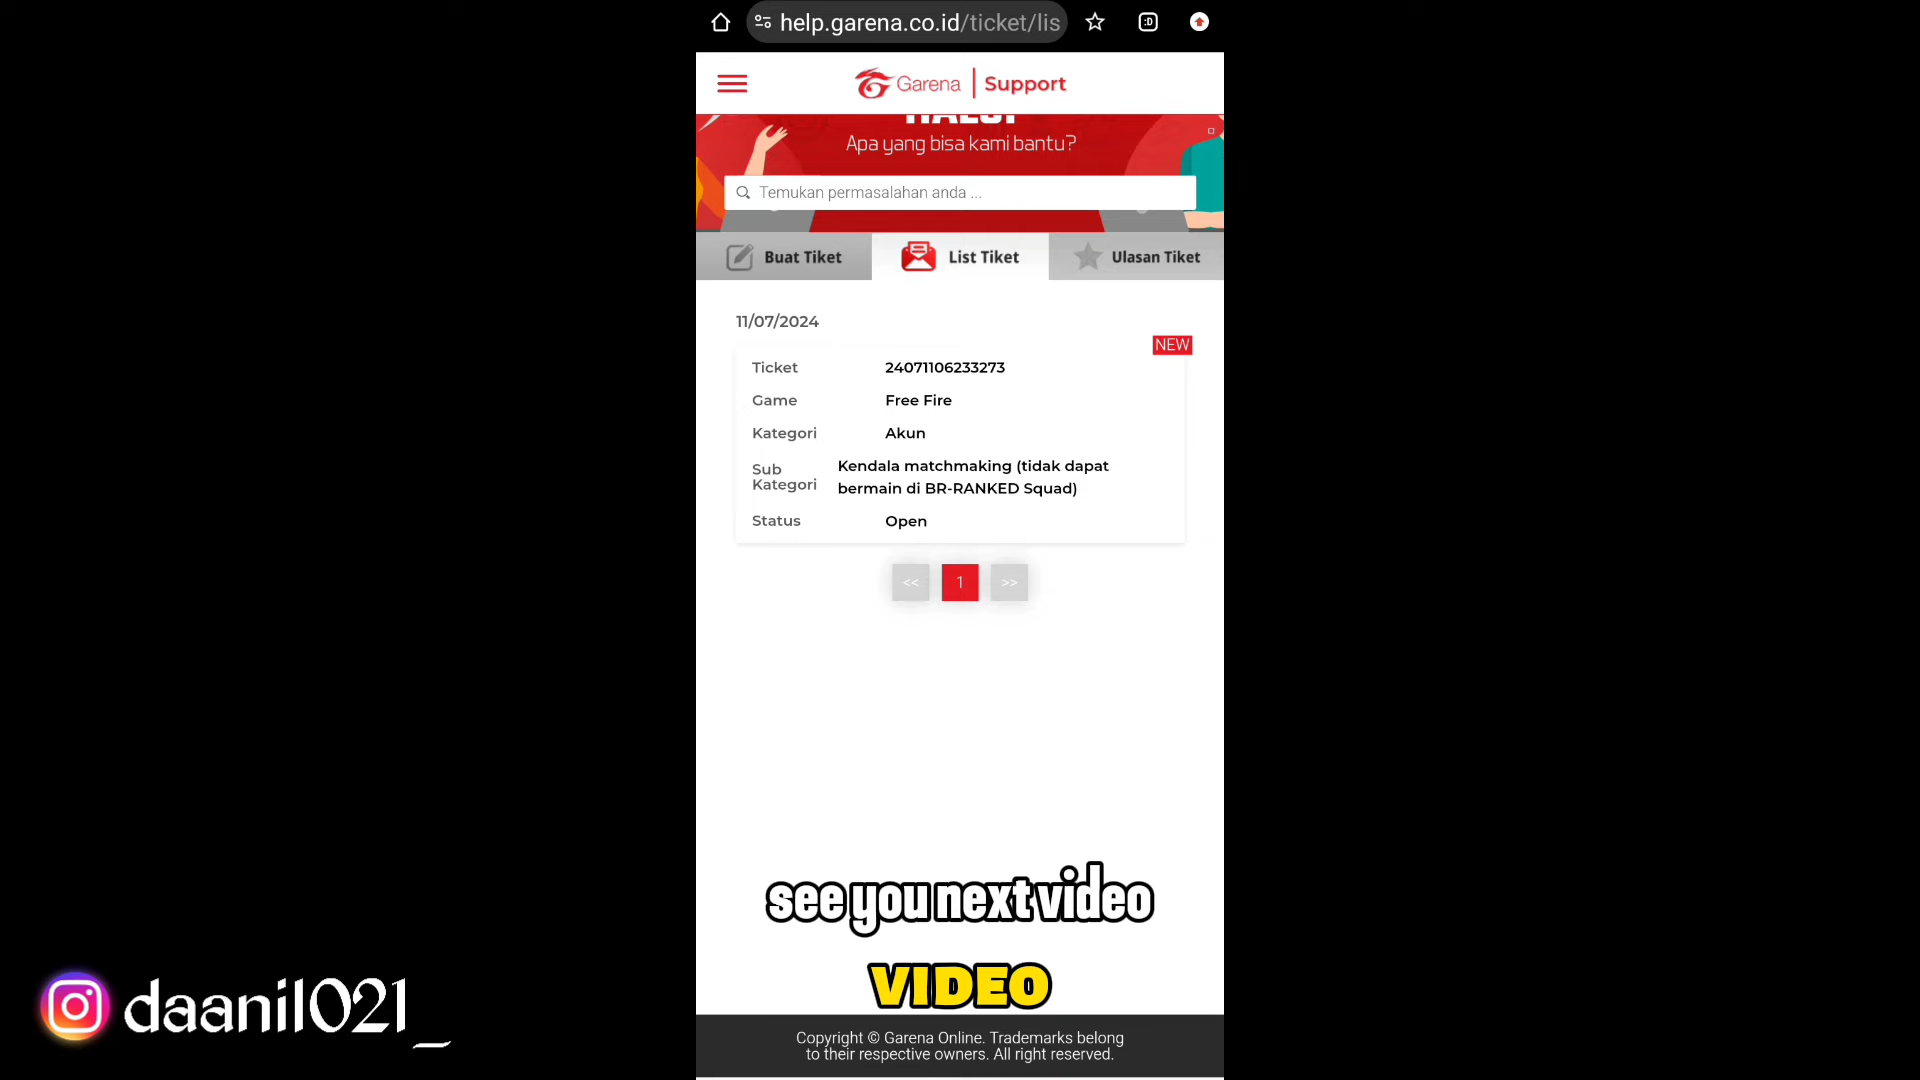 help.garena.co.id/ticket/lis
Garena | Support
Apa yang bisa kami bantu?
Temukan permasalahan anda ...
Buat Tiket
List Tiket
Ulasan Tiket
11/07/2024
NEW
Ticket 24071106233273
Game Free Fire
Kategori Akun
Sub Kategori Kendala matchmaking (tidak dapat
bermain di BR-RANKED Squad)
Status Open
<< 1 >>
see you next video
VIDEO
daanil021_
Copyright © Garena Online. Trademarks belong
to their respective owners. All right reserved.